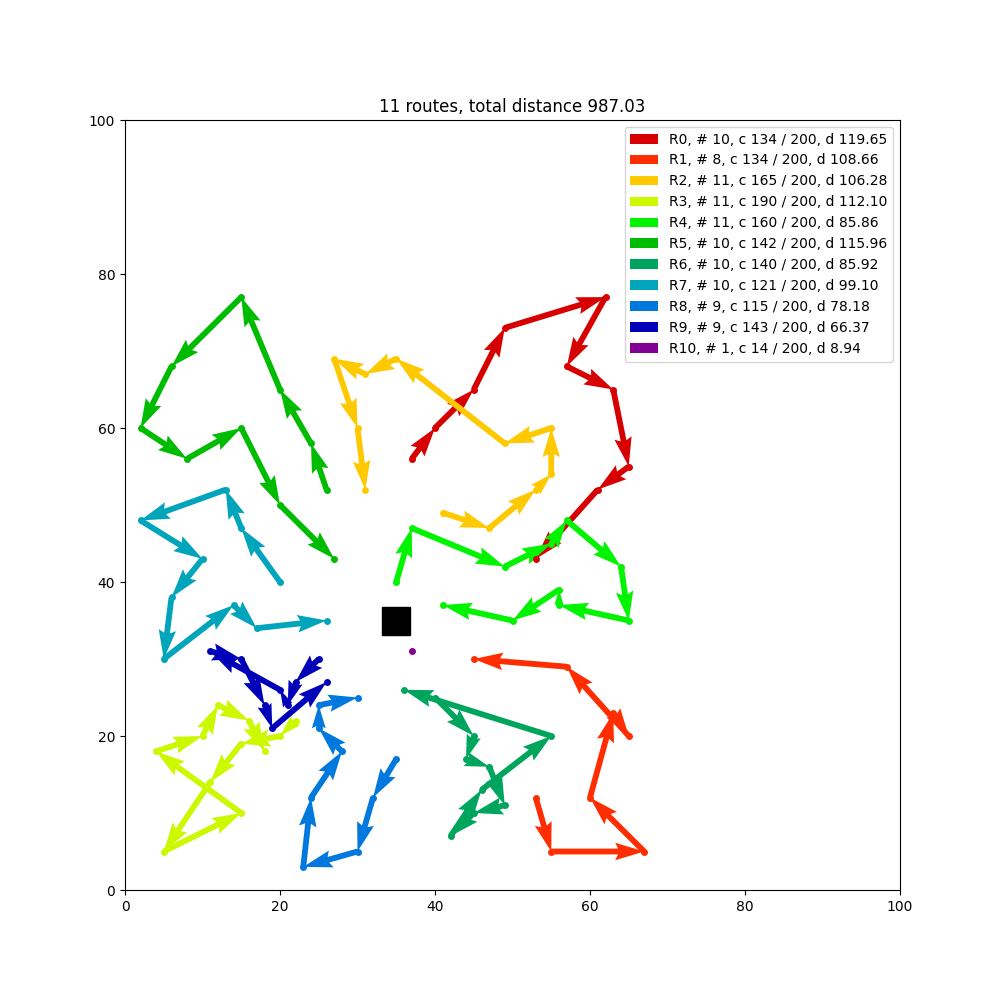 11 routes, total distance 987.03
R0, # 10, c 134 / 200, d 119.65
R1, # 8, c 134 / 200, d 108.66
R2, # 11, c 165 / 200, d 106.28
R3, # 11, c 190 / 200, d 112.10
R4, # 11, c 160 / 200, d 85.86
R5, # 10, c 142 / 200, d 115.96
R6, # 10, c 140 / 200, d 85.92
R7, # 10, c 121 / 200, d 99.10
R8, # 9, c 115 / 200, d 78.18
R9, # 9, c 143 / 200, d 66.37
R10, # 1, c 14 / 200, d 8.94
100
80
60
40
20
0
0 20 40 60 80 100